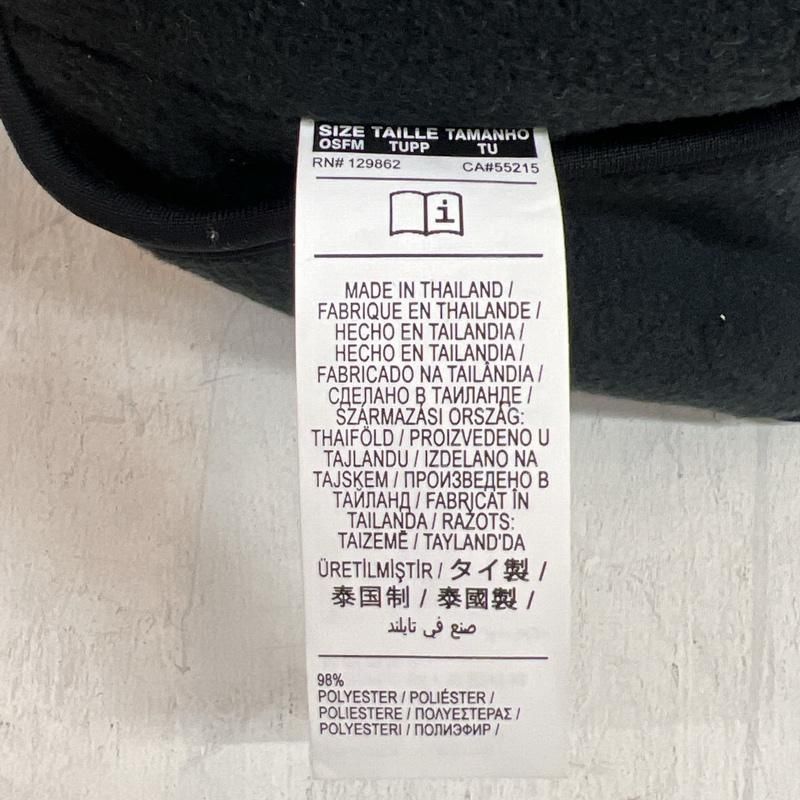 SIZE TAILLE TAMANHO
OSFM TUPP TU
RN# 129862 CA#55215
i
MADE IN THAILAND /
FABRIQUE EN THAILANDE /
HECHO EN TAILANDIA /
HECHO EN TAILANDIA /
FABRICADO NA TAILÂNDIA /
СДЕЛАНО В ТАИЛАНДЕ /
SZÁRMAZÁSI ORSZÁG:
THAIFÖLD / PROIZVEDENO U
TAJLANDU / IZDELANO NA
TAJSKEM / ПРОИЗВЕДЕНО В
ТАЙЛАНД / FABRICAT ÎN
TAILANDA / RAŽOTS:
TAIZEMĒ / TAYLAND'DA
ÜRETİLMİŞTİR / タイ製 /
泰国制 / 泰國製 /
صنع في تايلند
98%
POLYESTER / POLIÉSTER /
POLIESTERE / ΠΟΛΥΕΣΤΕΡΑΣ /
POLYESTERI / ПОЛИЭФИР /